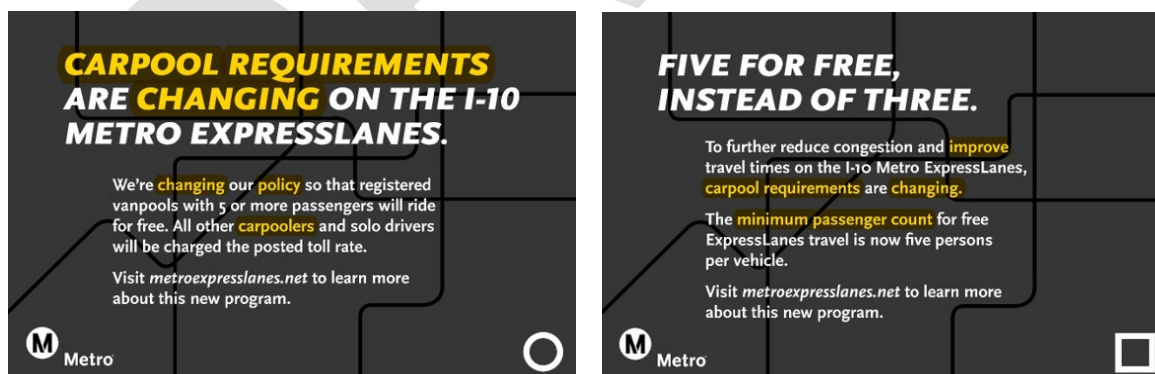 CARPOOL REQUIREMENTS
ARE CHANGING ON THE I-10
METRO EXPRESSLANES.
We're changing our policy so that registered
vanpools with 5 or more passengers will ride
for free. All other carpoolers and solo drivers
will be charged the posted toll rate.
Visit metroexpresslanes.net to learn more
about this new program.
M Metro
FIVE FOR FREE,
INSTEAD OF THREE.
To further reduce congestion and improve
travel times on the I-10 Metro ExpressLanes,
carpool requirements are changing.
The minimum passenger count for free
ExpressLanes travel is now five persons
per vehicle.
Visit metroexpresslanes.net to learn more
about this new program.
M Metro